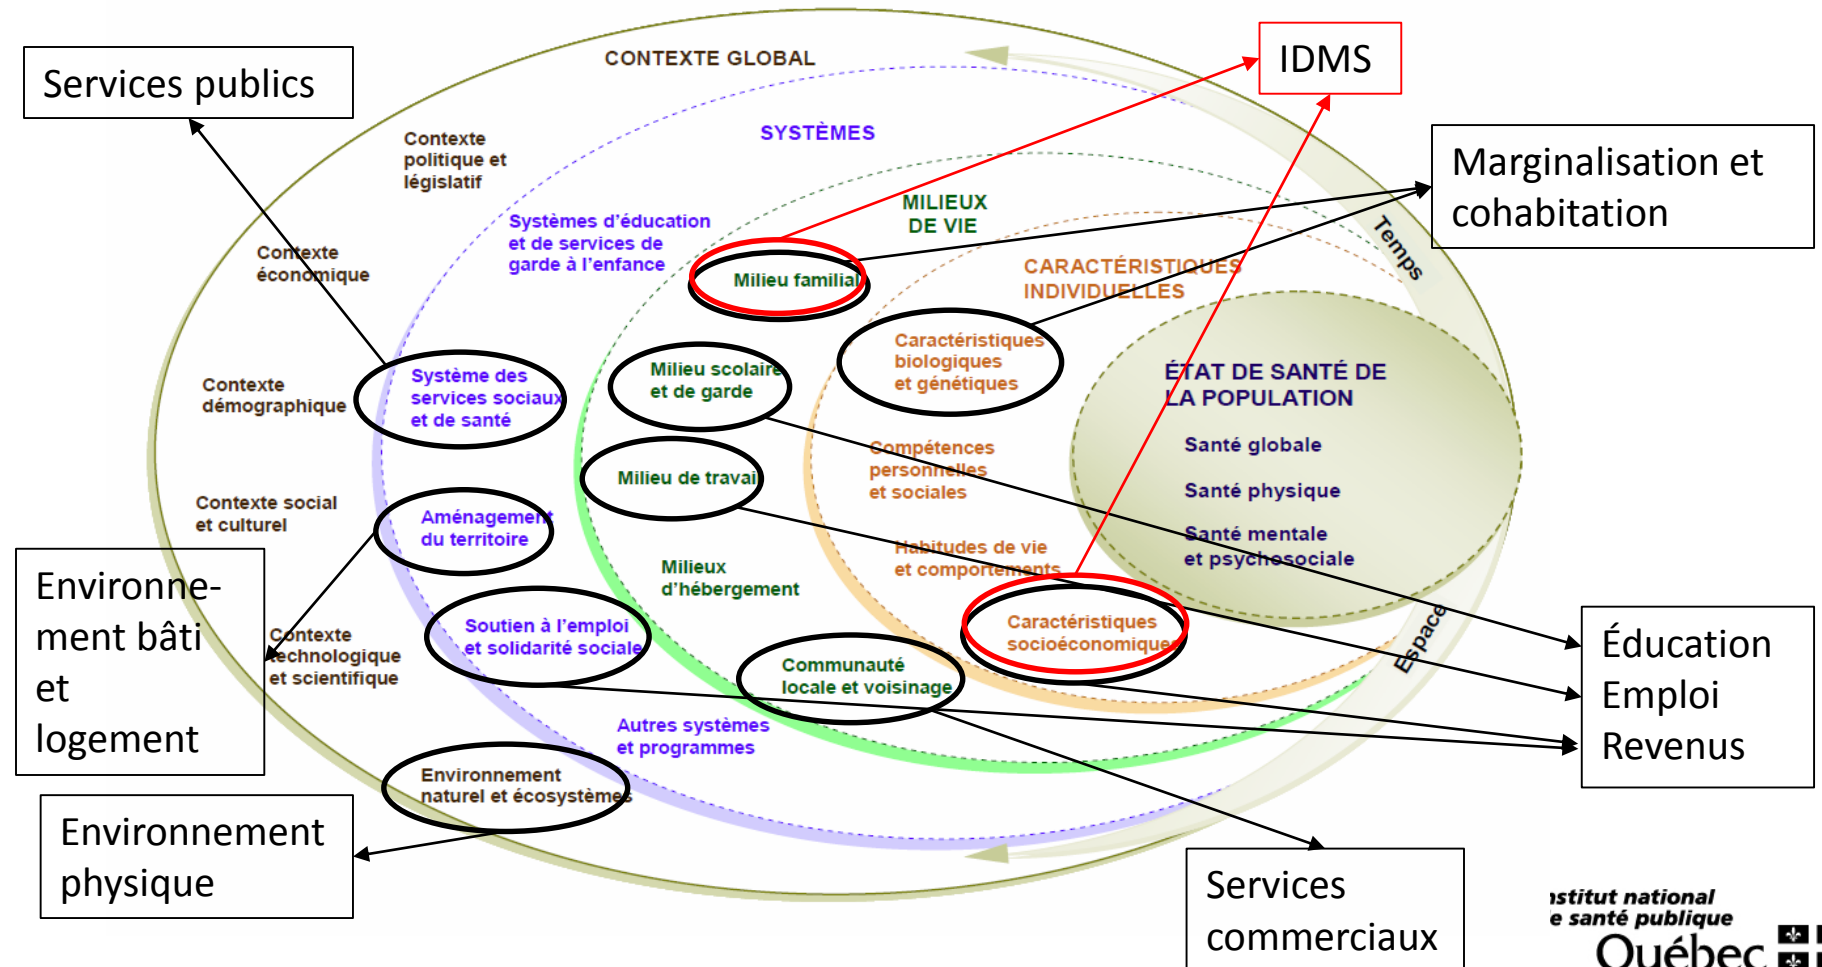 Services publics
CONTEXTE GLOBAL
IDMS
Contexte
politique et
législatif
SYSTÈMES
Marginalisation et
cohabitation
Systèmes d'éducation
et de services de
garde à l'enfance
MILIEUX
DE VIE
Temps
Contexte
économique
Milieu familial
CARACTÉRISTIQUES
INDIVIDUELLES
Caractéristiques
biologiques
et génétiques
Contexte
démographique
Système des
services sociaux
et de santé
Milieu scolaire
et de garde
ÉTAT DE SANTÉ DE
LA POPULATION
Santé globale
Santé physique
Santé mentale
et psychosociale
Compétences
personnelles
et sociales
Milieu de travail
Contexte social
et culturel
Aménagement
du territoire
Habitudes de vie
et comportements
Milieux
d'hébergement
Environne-
ment bâti
et
logement
Contexte
technologique
et scientifique
Soutien à l'emploi
et solidarité sociale
Caractéristiques
socioéconomiques
Espace
Communauté
locale et voisinage
Éducation
Emploi
Revenus
Autres systèmes
et programmes
Environnement
naturel et écosystèmes
Environnement
physique
Services
commerciaux
nstitut national
e santé publique
Québec